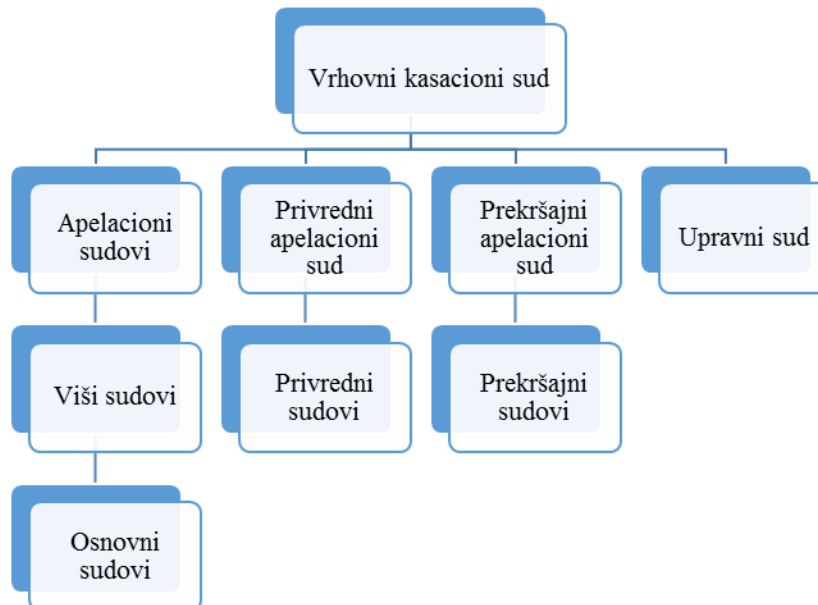 Vrhovni kasacioni sud
Apelacioni
sudovi
Privredni
apelacioni
sud
Prekršajni
apelacioni
sud
Upravni sud
Viši sudovi
Privredni
sudovi
Prekršajni
sudovi
Osnovni
sudovi